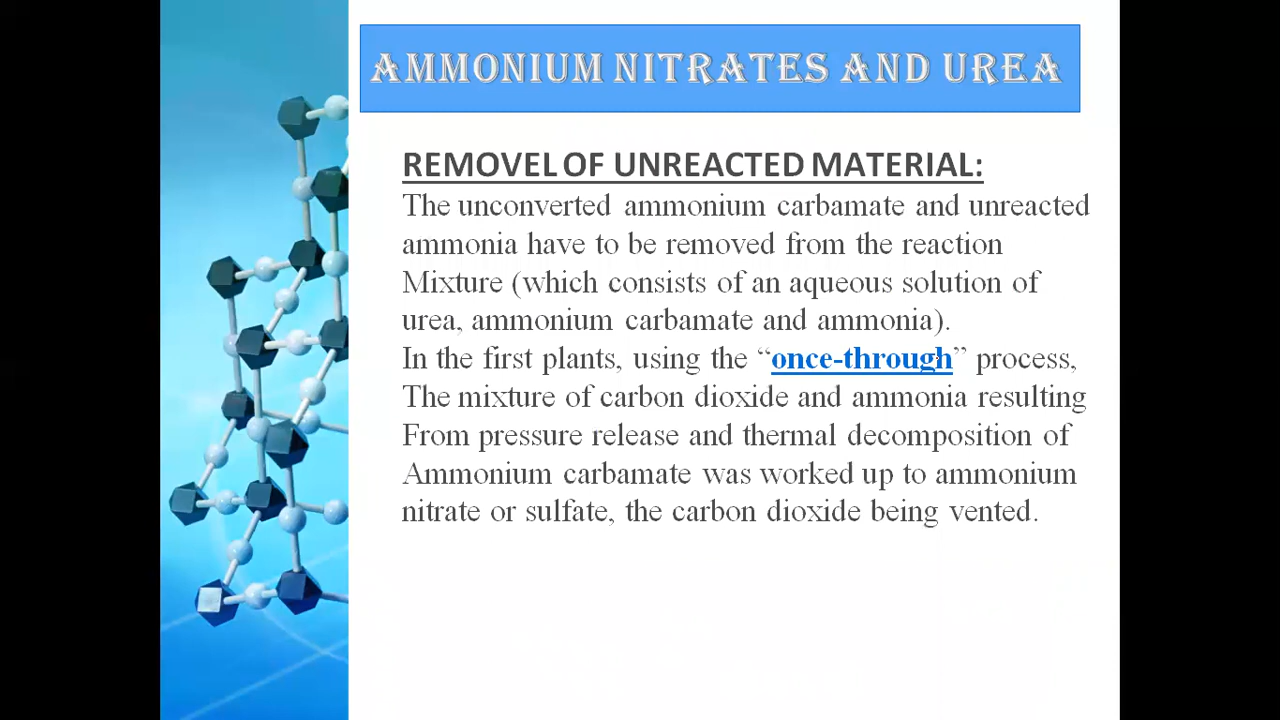 AMMONIUM NITRATES AND UREA
REMOVEL OF UNREACTED MATERIAL:
The unconverted ammonium carbamate and unreacted
ammonia have to be removed from the reaction
Mixture (which consists of an aqueous solution of
urea, ammonium carbamate and ammonia).
In the first plants, using the “once-through” process,
The mixture of carbon dioxide and ammonia resulting
From pressure release and thermal decomposition of
Ammonium carbamate was worked up to ammonium
nitrate or sulfate, the carbon dioxide being vented.